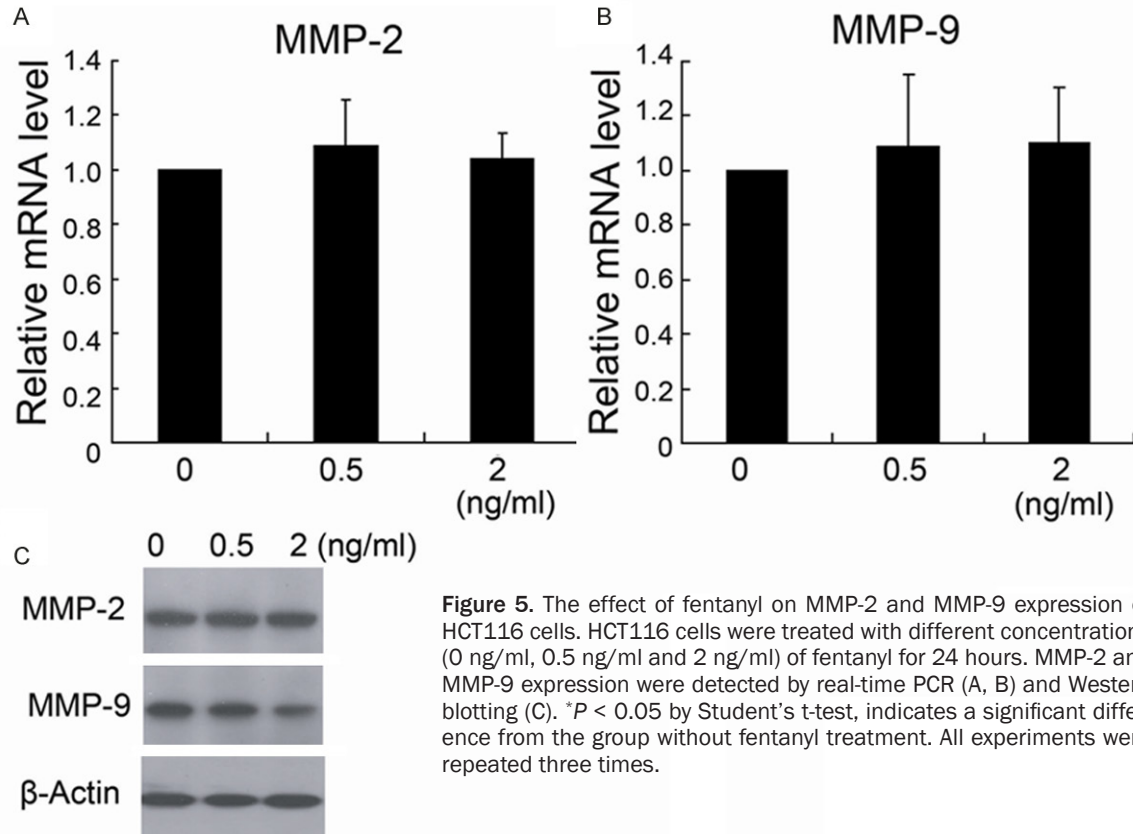 A
MMP-2
Relative mRNA level
1.4
1.2
1.0
0.8
0.6
0.4
0.2
0
0 0.5 2
(ng/ml)
B
MMP-9
Relative mRNA level
1.4
1.2
1.0
0.8
0.6
0.4
0.2
0
0 0.5 2
(ng/ml)
C
0 0.5 2 (ng/ml)
MMP-2
MMP-9
β-Actin
Figure 5. The effect of fentanyl on MMP-2 and MMP-9 expression
HCT116 cells. HCT116 cells were treated with different concentration
(0 ng/ml, 0.5 ng/ml and 2 ng/ml) of fentanyl for 24 hours. MMP-2 an
MMP-9 expression were detected by real-time PCR (A, B) and Wester
blotting (C). *P < 0.05 by Student's t-test, indicates a significant diffe
ence from the group without fentanyl treatment. All experiments wer
repeated three times.